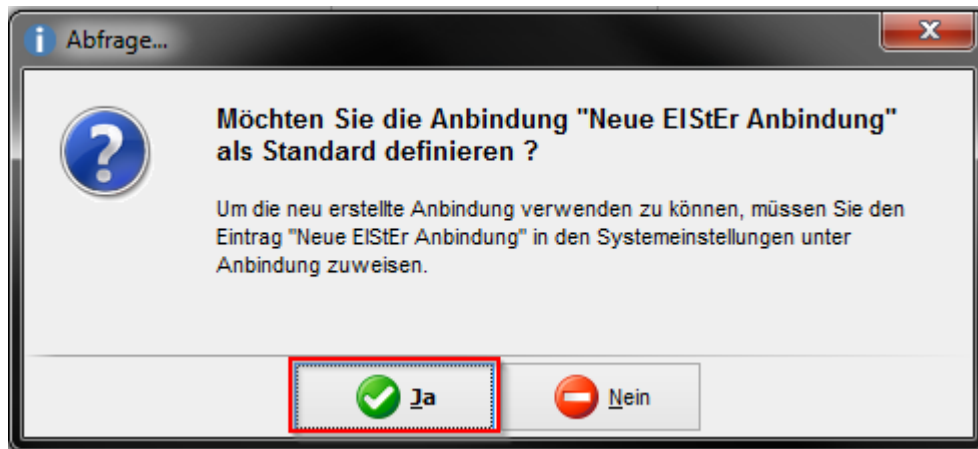 Abfrage...
Möchten Sie die Anbindung "Neue ElStEr Anbindung"
als Standard definieren ?
Um die neu erstellte Anbindung verwenden zu können, müssen Sie den
Eintrag "Neue ElStEr Anbindung" in den Systemeinstellungen unter
Anbindung zuweisen.
Ja
Nein